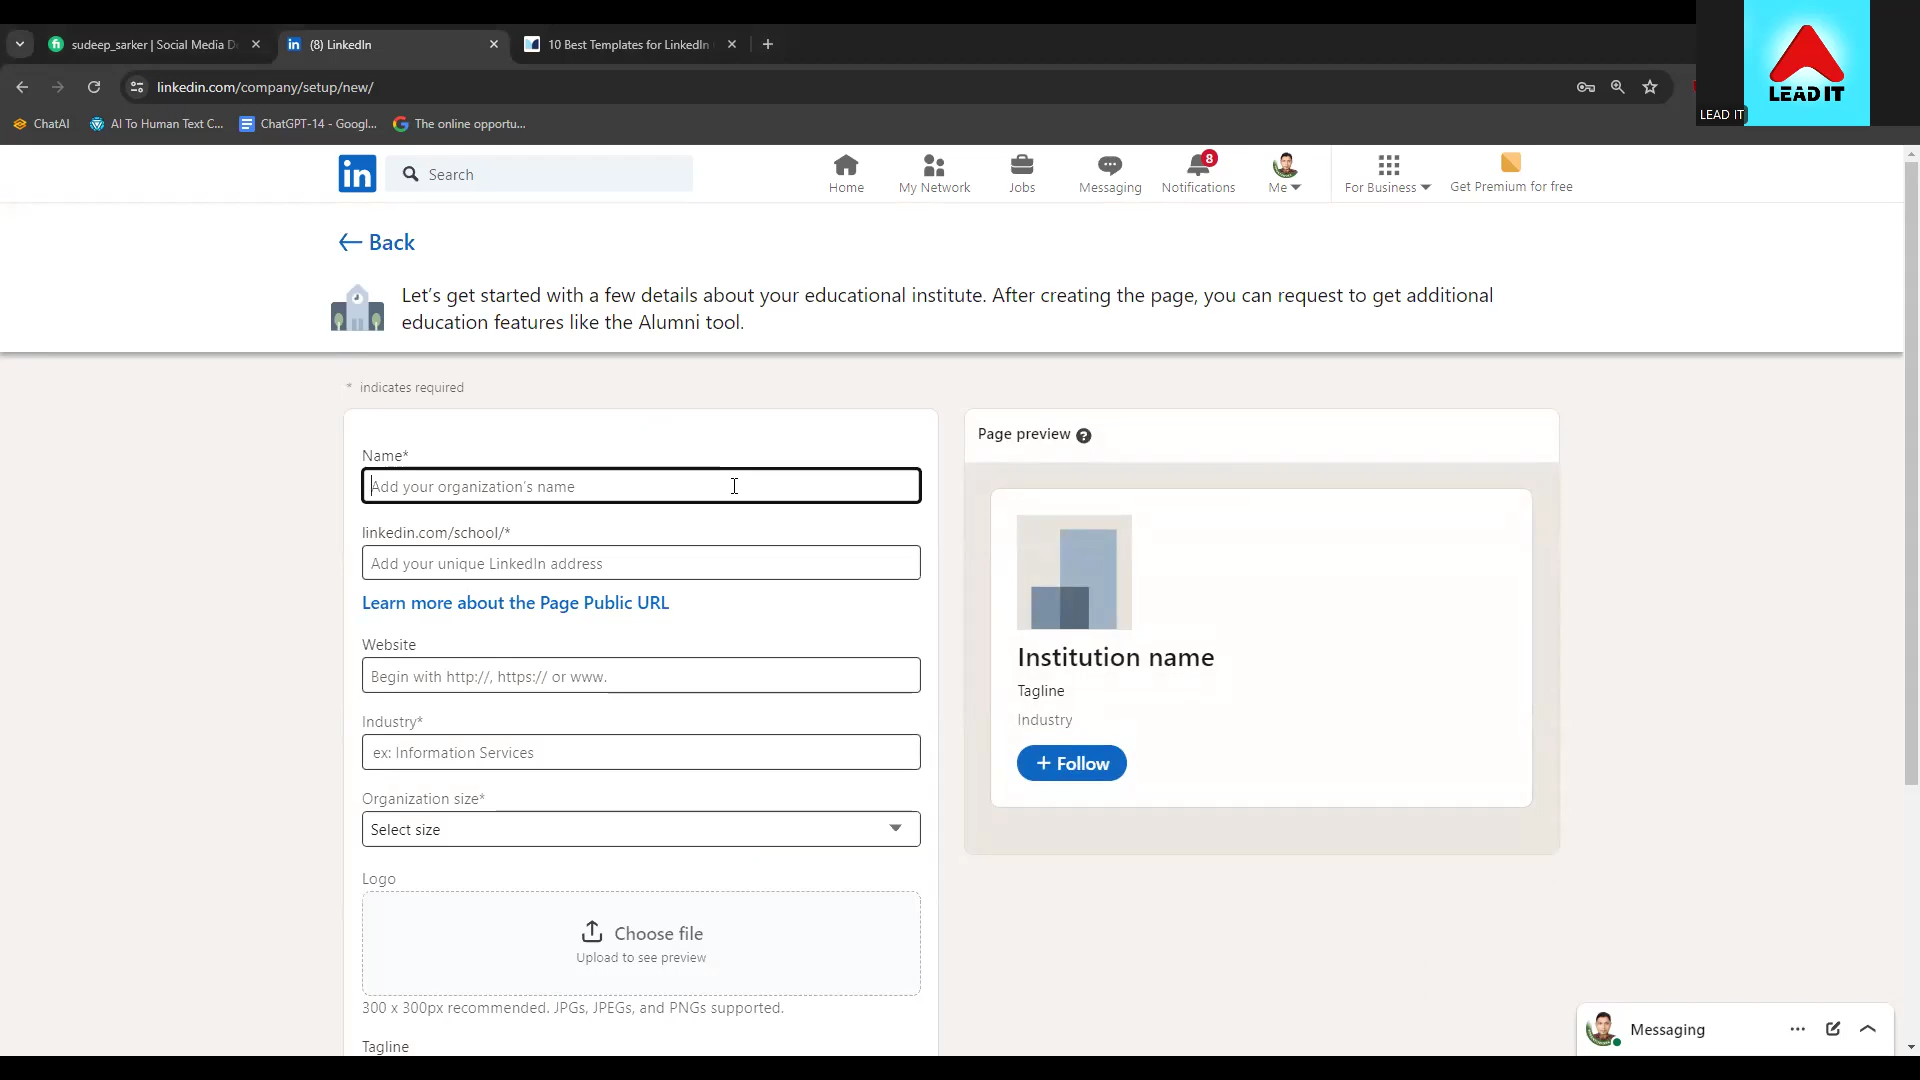 sudeep_sarker | Social Media D
(8) LinkedIn
10 Best Templates for LinkedIn
linkedin.com/company/setup/new/
LEAD IT
LEAD IT
ChatAI
AI To Human Text C...
ChatGPT-14 - Googl...
The online opportu...
in
Search
Home
My Network
Jobs
Messaging
8
Notifications
Me
For Business
Get Premium for free
← Back
Let's get started with a few details about your educational institute. After creating the page, you can request to get additional
education features like the Alumni tool.
* indicates required
Name*
Add your organization's name
linkedin.com/school/*
Add your unique LinkedIn address
Learn more about the Page Public URL
Website
Begin with http://, https:// or www.
Industry*
ex: Information Services
Organization size*
Select size
Logo
Choose file
Upload to see preview
300 x 300px recommended. JPGs, JPEGs, and PNGs supported.
Tagline
Page preview ?
Institution name
Tagline
Industry
+ Follow
Messaging